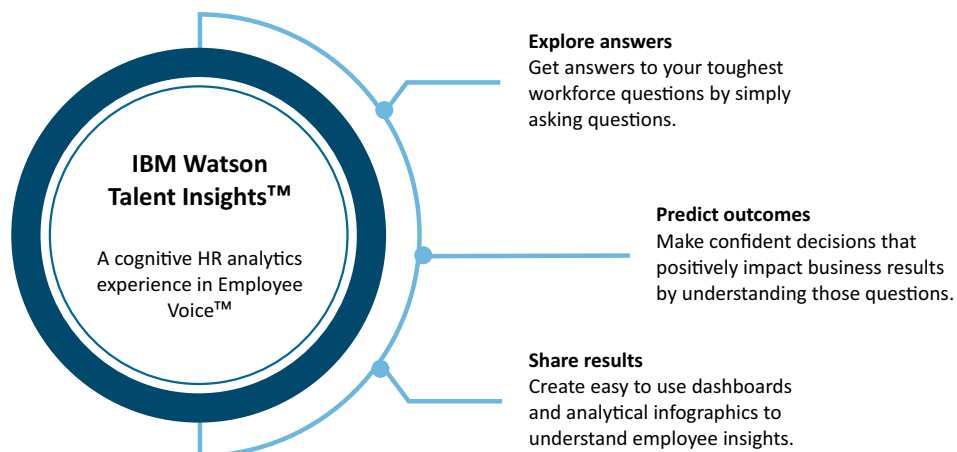 IBM Watson
Talent Insights™
A cognitive HR analytics
experience in Employee
Voice™
Explore answers
Get answers to your toughest
workforce questions by simply
asking questions.
Predict outcomes
Make confident decisions that
positively impact business results
by understanding those questions.
Share results
Create easy to use dashboards
and analytical infographics to
understand employee insights.